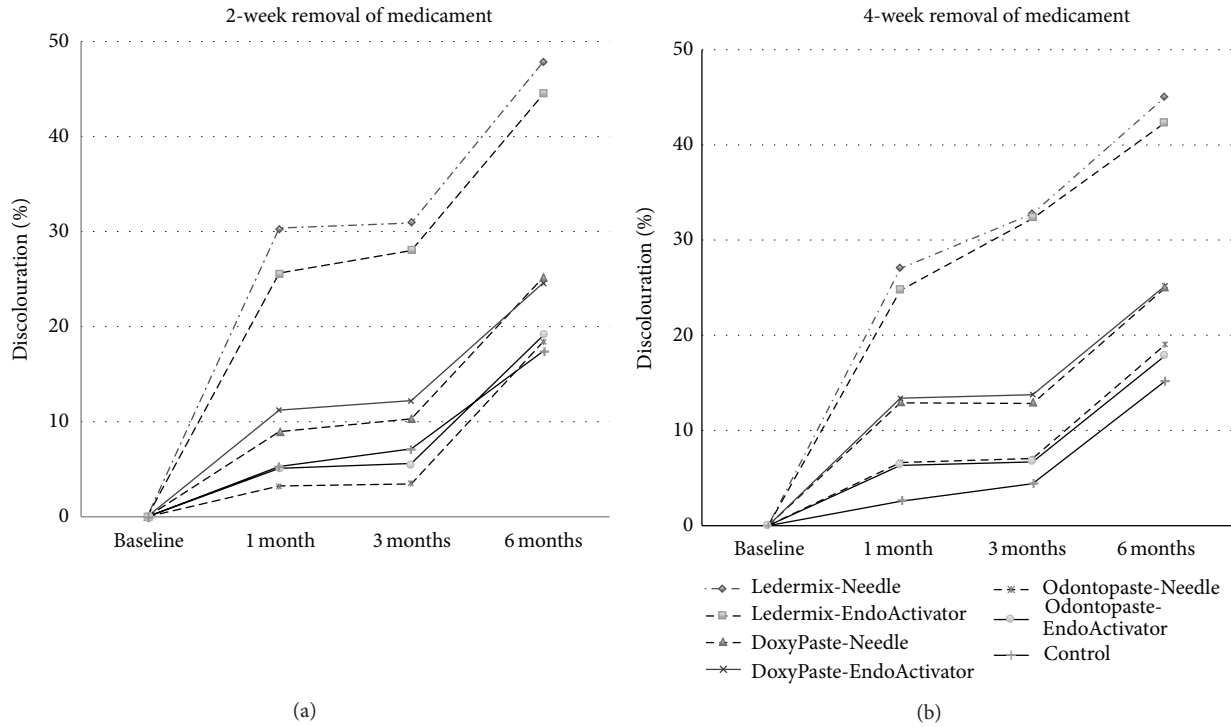 2-week removal of medicament
50
40
30
20
10
0
Discolouration (%)
Baseline
1 month
3 months
6 months
(a)
4-week removal of medicament
50
40
30
20
10
0
Discolouration (%)
Baseline
1 month
3 months
6 months
Ledermix-Needle
Ledermix-EndoActivator
DoxyPaste-Needle
DoxyPaste-EndoActivator
Odontopaste-Needle
Odontopaste-
EndoActivator
Control
(b)